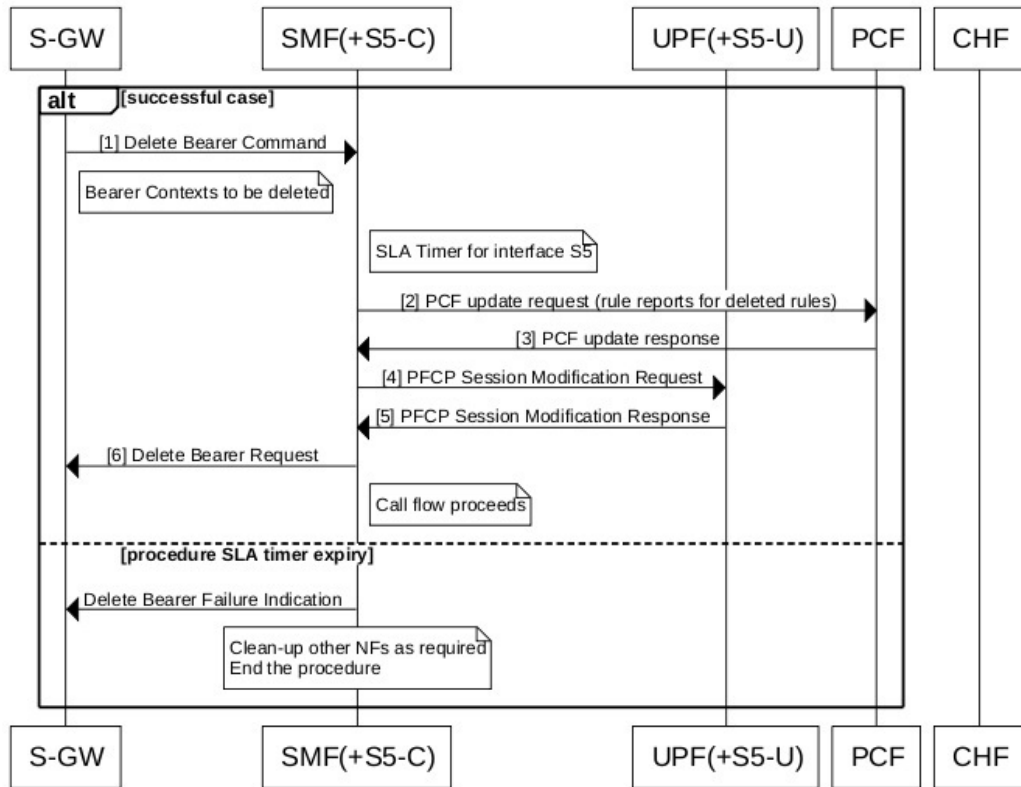 S-GW
SMF(+S5-C)
UPF(+S5-U)
PCF
CHF
alt
[successful case]
[1] Delete Bearer Command
Bearer Contexts to be deleted
SLA Timer for interface S5
[2] PCF update request (rule reports for deleted rules)
[3] PCF update response
[4] PFCP Session Modification Request
[5] PFCP Session Modification Response
[6] Delete Bearer Request
Call flow proceeds
[procedure SLA timer expiry]
Delete Bearer Failure Indication
Clean-up other NFs as required
End the procedure
S-GW
SMF(+S5-C)
UPF(+S5-U)
PCF
CHF